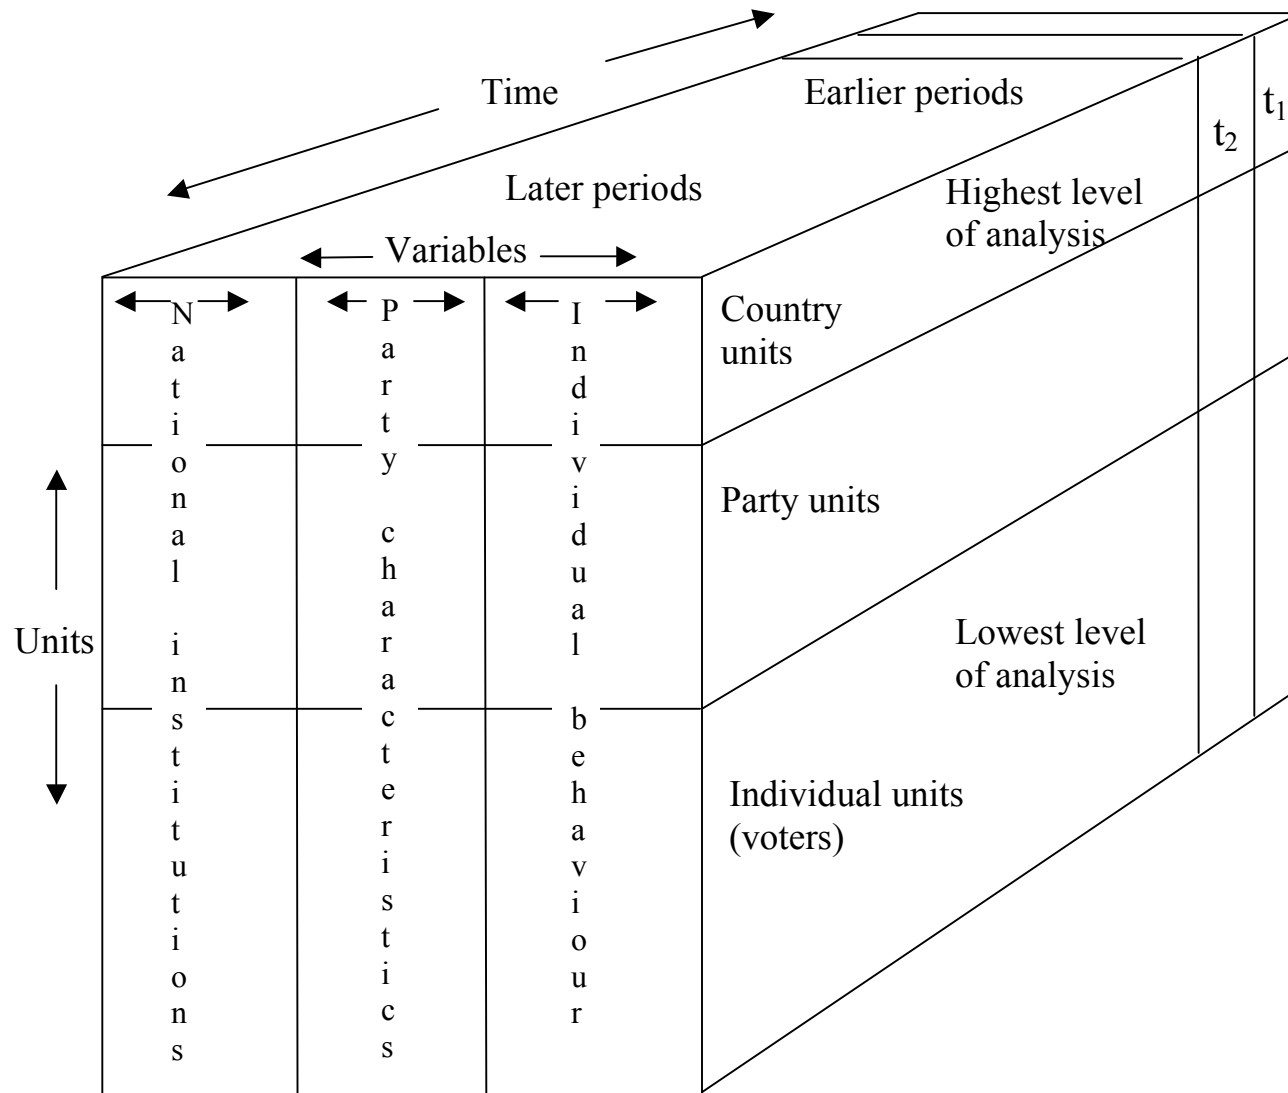 Time
Earlier periods
t₁
t₂
Later periods
Highest level
of analysis
Variables
National institutions
Party characteristics
Individual behaviour
Country
units
Party units
Units
Lowest level
of analysis
Individual units
(voters)